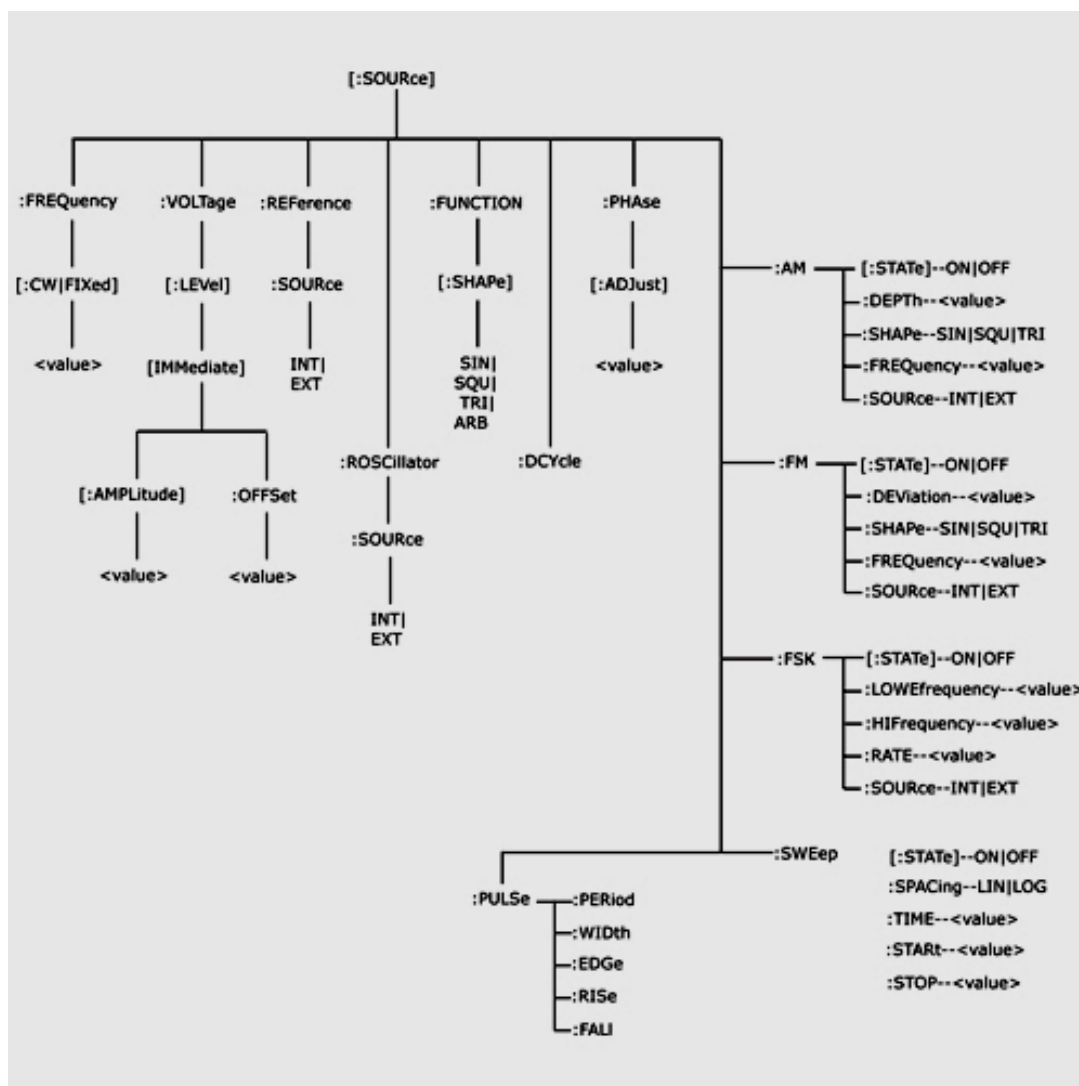 [:SOURce]
:FREQuency
:VOLTage
:REFerence
:FUNCTION
:PHAse
[:CW|FIXed]
[:LEVel]
:SOURce
[:SHAPe]
[:ADJust]
<value>
[IMMediate]
INT|
EXT
SIN|
SQU|
TRI|
ARB
<value>
:ROSCillator
:DCYcle
[:AMPLitude]
:OFFSet
:SOURce
<value>
<value>
INT|
EXT
:AM
[:STATe]--ON|OFF
:DEPTh--<value>
:SHAPe--SIN|SQU|TRI
:FREQuency--<value>
:SOURce--INT|EXT
:FM
[:STATe]--ON|OFF
:DEViation--<value>
:SHAPe--SIN|SQU|TRI
:FREQuency--<value>
:SOURce--INT|EXT
:FSK
[:STATe]--ON|OFF
:LOWEfrequency--<value>
:HIFrequency--<value>
:RATE--<value>
:SOURce--INT|EXT
:SWEep
[:STATe]--ON|OFF
:SPACing--LIN|LOG
:TIME--<value>
:STARt--<value>
:STOP--<value>
:PULSe
:PERiod
:WIDth
:EDGe
:RISe
:FALl